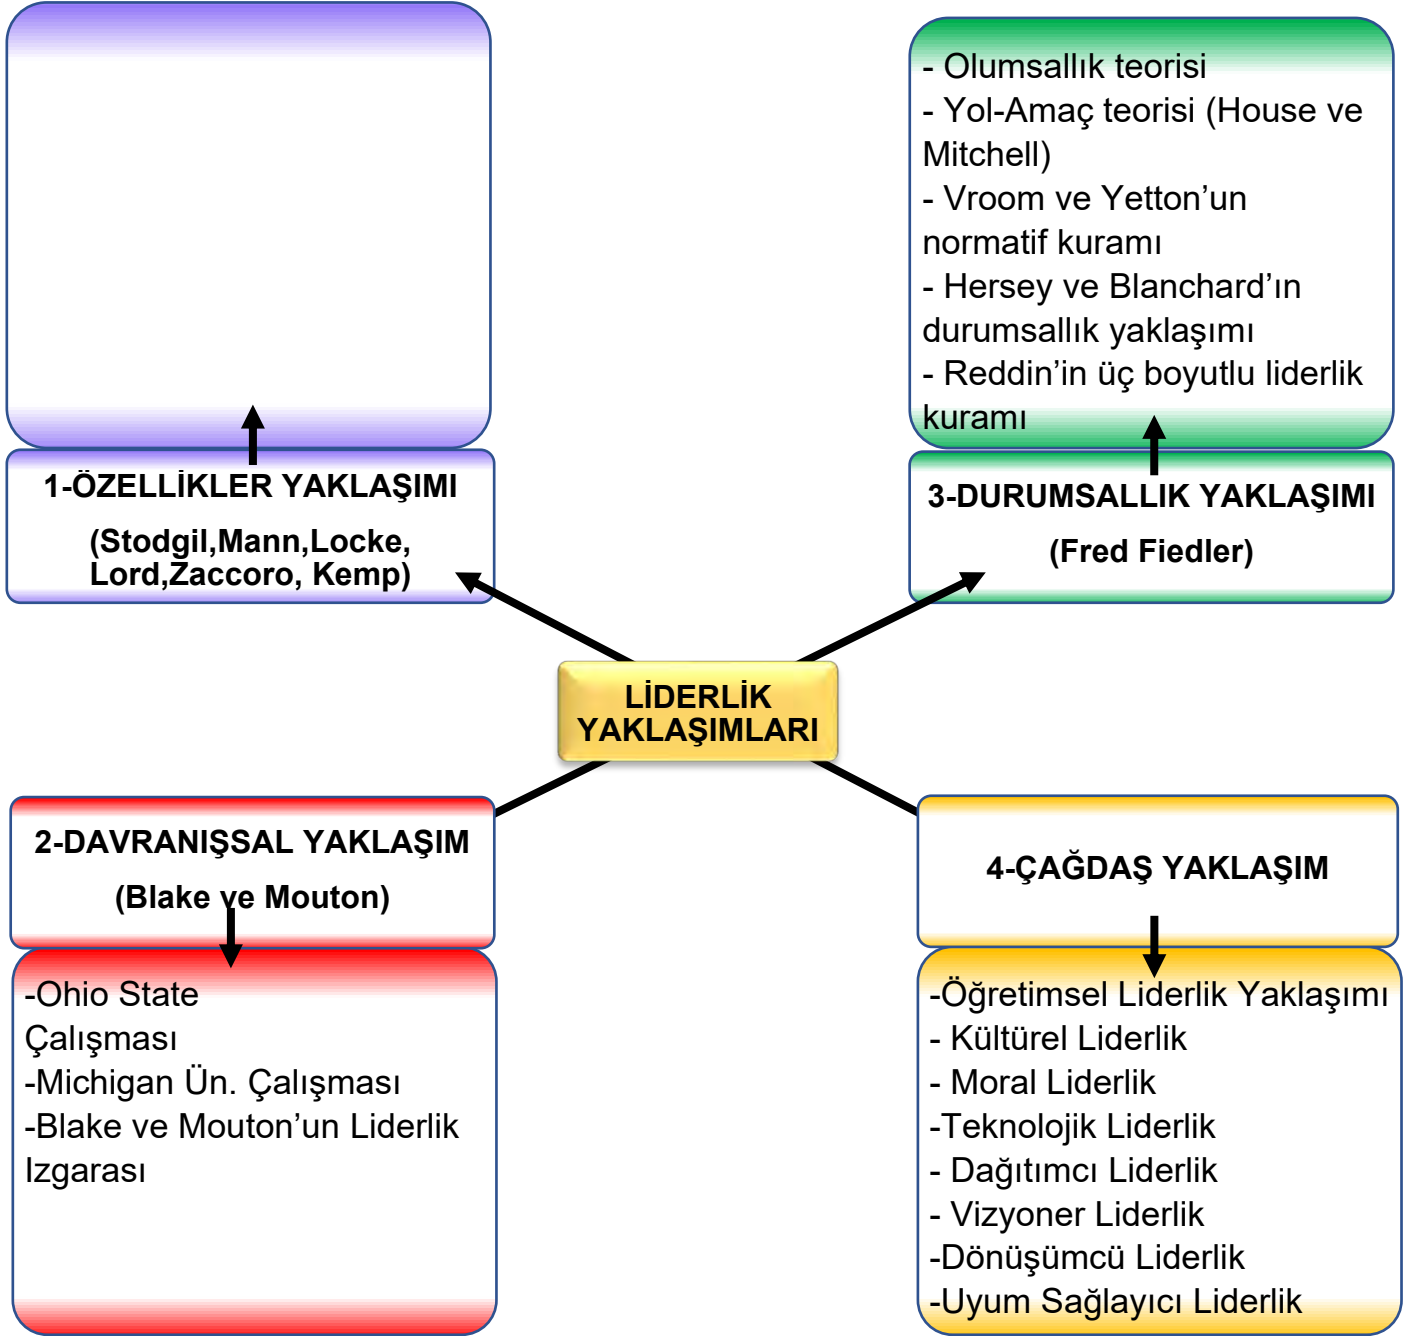 1-ÖZELLİKLER YAKLAŞIMI
(Stodgil,Mann,Locke,
Lord,Zaccoro, Kemp)
- Olumsallık teorisi
- Yol-Amaç teorisi (House ve
Mitchell)
- Vroom ve Yetton’un
normatif kuramı
- Hersey ve Blanchard’ın
durumsallık yaklaşımı
- Reddin’in üç boyutlu liderlik
kuramı
3-DURUMSALLIK YAKLAŞIMI
(Fred Fiedler)
LİDERLİK
YAKLAŞIMLARI
2-DAVRANIŞSAL YAKLAŞIM
(Blake ve Mouton)
-Ohio State
Çalışması
-Michigan Ün. Çalışması
-Blake ve Mouton’un Liderlik
Izgarası
4-ÇAĞDAŞ YAKLAŞIM
-Öğretimsel Liderlik Yaklaşımı
- Kültürel Liderlik
- Moral Liderlik
-Teknolojik Liderlik
- Dağıtımcı Liderlik
- Vizyoner Liderlik
-Dönüşümcü Liderlik
-Uyum Sağlayıcı Liderlik